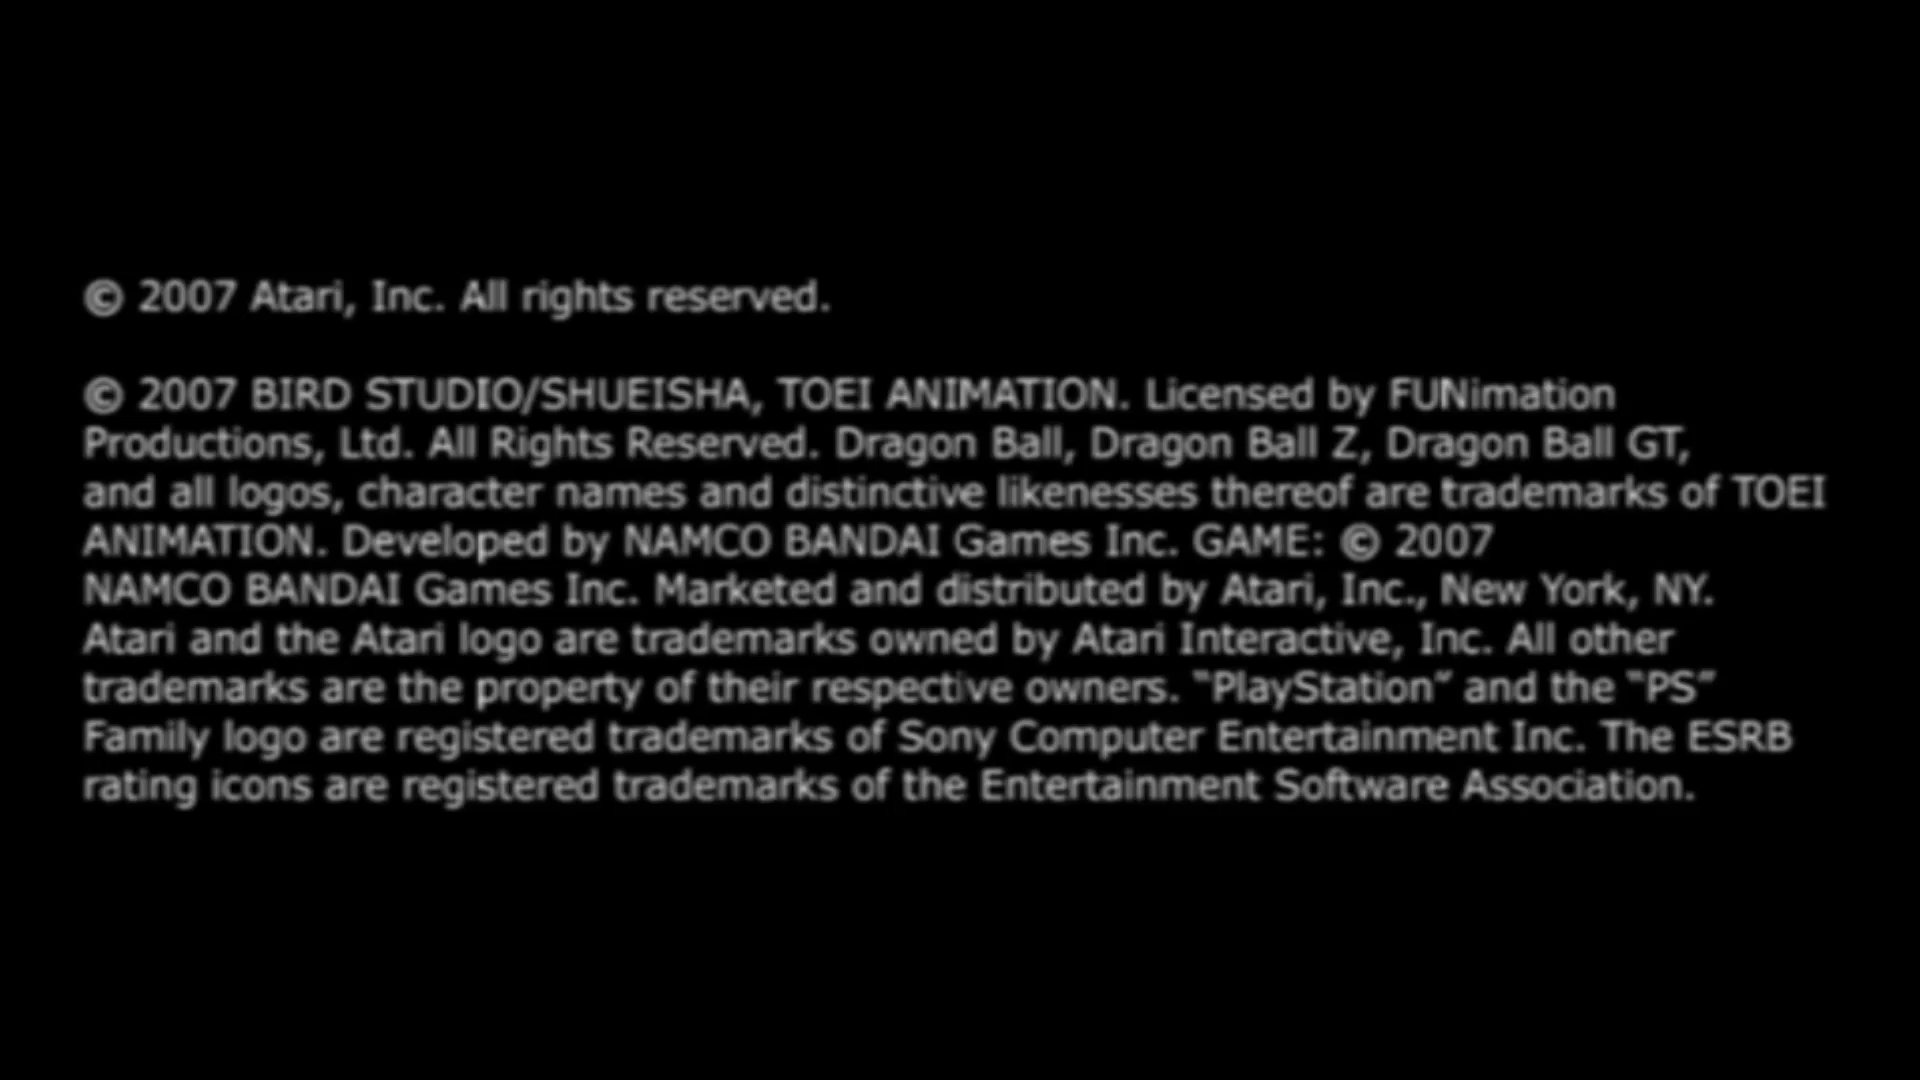 © 2007 Atari, Inc. All rights reserved.
© 2007 BIRD STUDIO/SHUEISHA, TOEI ANIMATION. Licensed by FUNimation
Productions, Ltd. All Rights Reserved. Dragon Ball, Dragon Ball Z, Dragon Ball GT,
and all logos, character names and distinctive likenesses thereof are trademarks of TOEI
ANIMATION. Developed by NAMCO BANDAI Games Inc. GAME: © 2007
NAMCO BANDAI Games Inc. Marketed and distributed by Atari, Inc., New York, NY.
Atari and the Atari logo are trademarks owned by Atari Interactive, Inc. All other
trademarks are the property of their respective owners. “PlayStation” and the “PS”
Family logo are registered trademarks of Sony Computer Entertainment Inc. The ESRB
rating icons are registered trademarks of the Entertainment Software Association.